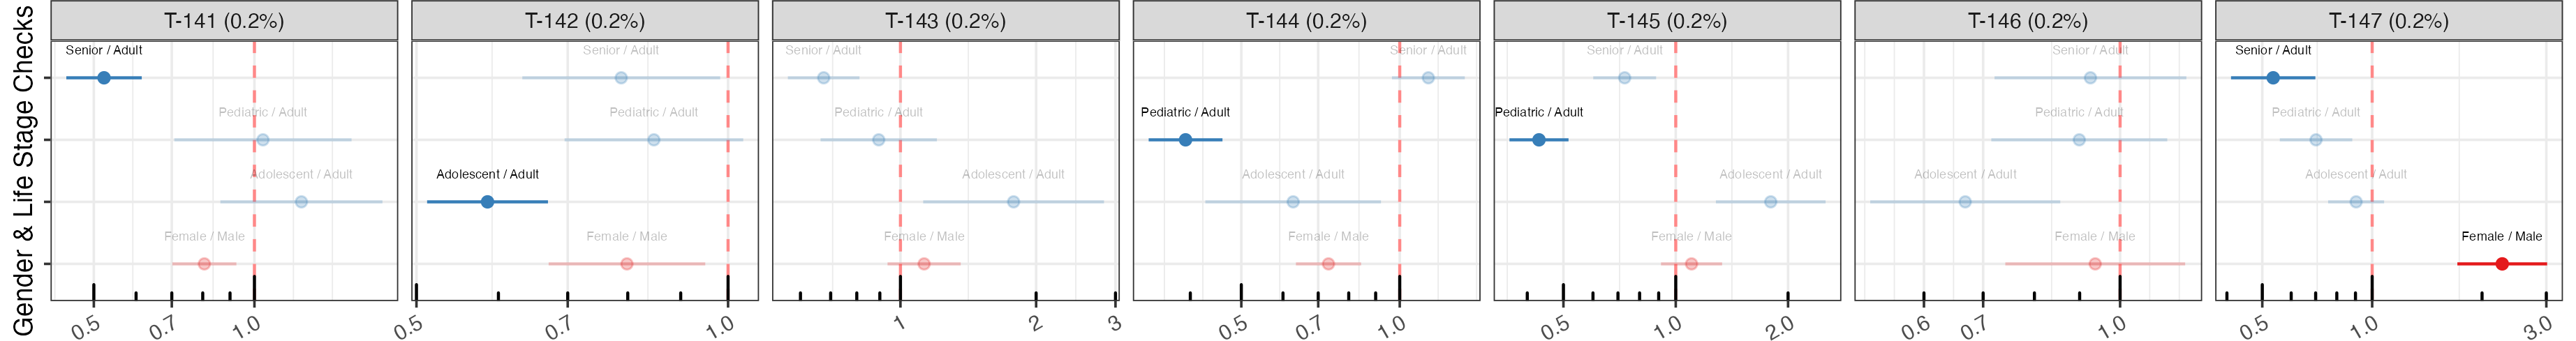 Gender & Life Stage Checks
T-141 (0.2%)
Senior / Adult
Pediatric / Adult
Adolescent / Adult
Female / Male
0.5 0.7 1.0
T-142 (0.2%)
Senior / Adult
Pediatric / Adult
Adolescent / Adult
Female / Male
0.5 0.7 1.0
T-143 (0.2%)
Senior / Adult
Pediatric / Adult
Adolescent / Adult
Female / Male
1 2 3
T-144 (0.2%)
Senior / Adult
Pediatric / Adult
Adolescent / Adult
Female / Male
0.5 0.7 1.0
T-145 (0.2%)
Senior / Adult
Pediatric / Adult
Adolescent / Adult
Female / Male
0.5 1.0 2.0
T-146 (0.2%)
Senior / Adult
Pediatric / Adult
Adolescent / Adult
Female / Male
0.6 0.7 1.0
T-147 (0.2%)
Senior / Adult
Pediatric / Adult
Adolescent / Adult
Female / Male
0.5 1.0 3.0